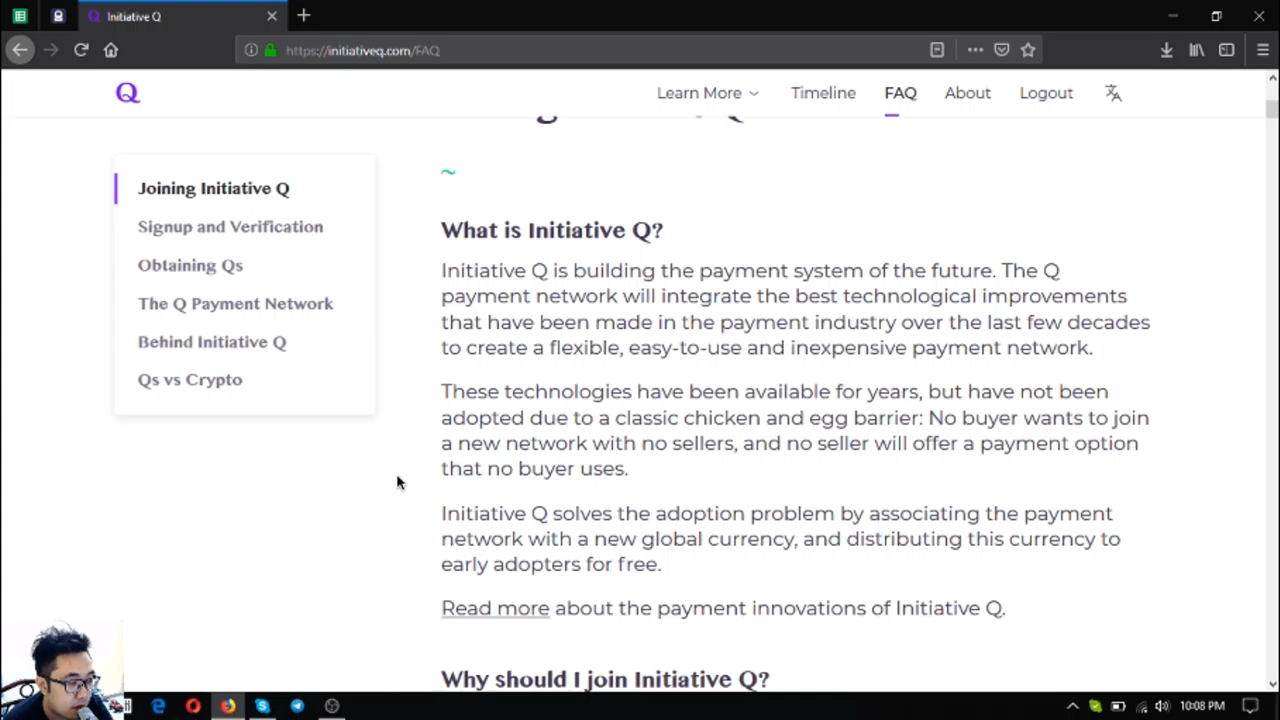 Initiative Q
https://initiativeq.com/FAQ
Q
Learn More
Timeline
FAQ
About
Logout
Joining Initiative Q
Signup and Verification
Obtaining Qs
The Q Payment Network
Behind Initiative Q
Qs vs Crypto
~
What is Initiative Q?
Initiative Q is building the payment system of the future. The Q
payment network will integrate the best technological improvements
that have been made in the payment industry over the last few decades
to create a flexible, easy-to-use and inexpensive payment network.
These technologies have been available for years, but have not been
adopted due to a classic chicken and egg barrier: No buyer wants to join
a new network with no sellers, and no seller will offer a payment option
that no buyer uses.
Initiative Q solves the adoption problem by associating the payment
network with a new global currency, and distributing this currency to
early adopters for free.
Read more about the payment innovations of Initiative Q.
Why should I join Initiative Q?
10:08 PM